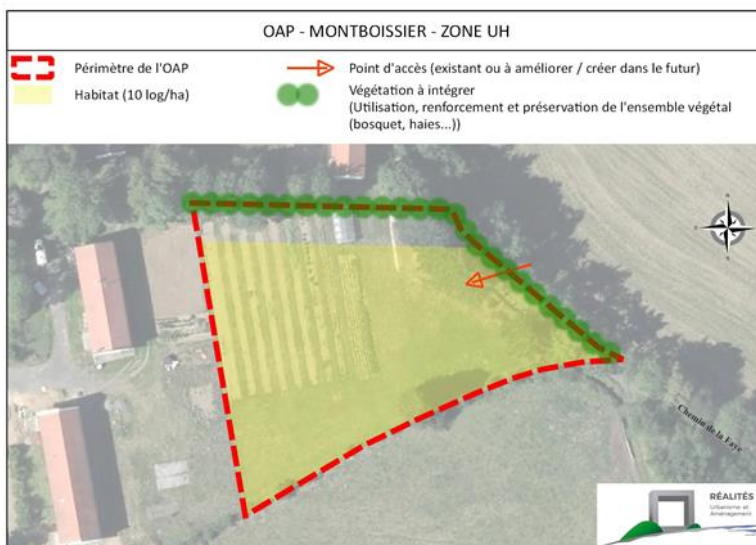 OAP - MONTBOISSIER - ZONE UH
Périmètre de l'OAP
Habitat (10 log/ha)
Point d'accès (existant ou à améliorer / créer dans le futur)
Végétation à intégrer
(Utilisation, renforcement et préservation de l'ensemble végétal
(bosquet, haies...))
Chemin de la Faye
RÉALITÉS
Urbanisme et
Aménagement